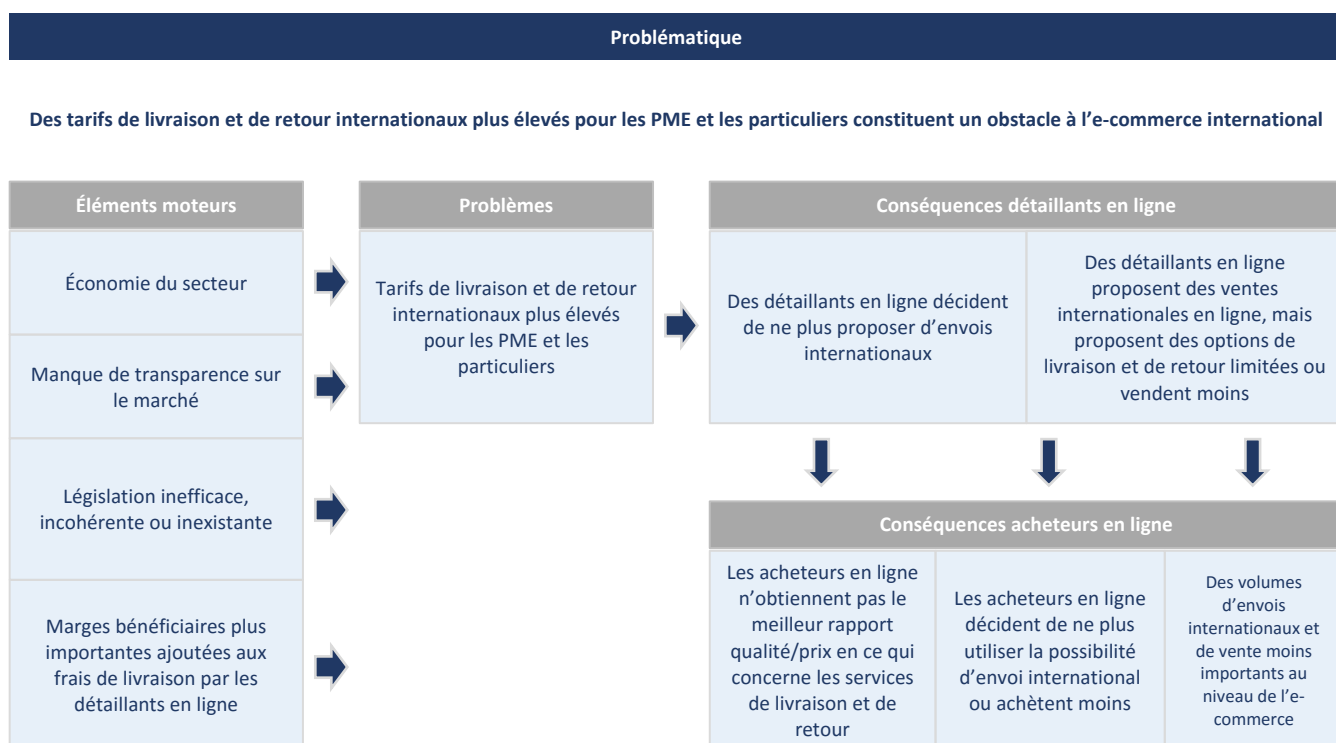 Problématique
Des tarifs de livraison et de retour internationaux plus élevés pour les PME et les particuliers constituent un obstacle à l’e-commerce international
Éléments moteurs
Économie du secteur
Manque de transparence sur
le marché
Législation inefficace,
incohérente ou inexistante
Marges bénéficiaires plus
importantes ajoutées aux
frais de livraison par les
détaillants en ligne
Problèmes
Tarifs de livraison et de retour
internationaux plus élevés
pour les PME et les
particuliers
Conséquences détaillants en ligne
Des détaillants en ligne décident
de ne plus proposer d’envois
internationaux
Des détaillants en ligne
proposent des ventes
internationales en ligne, mais
proposent des options de
livraison et de retour limitées ou
vendent moins
Conséquences acheteurs en ligne
Les acheteurs en ligne
n’obtiennent pas le
meilleur rapport
qualité/prix en ce qui
concerne les services
de livraison et de
retour
Les acheteurs en ligne
décident de ne plus
utiliser la possibilité
d’envoi international
ou achètent moins
Des volumes
d’envois
internationaux et
de vente moins
importants au
niveau de l’e-
commerce